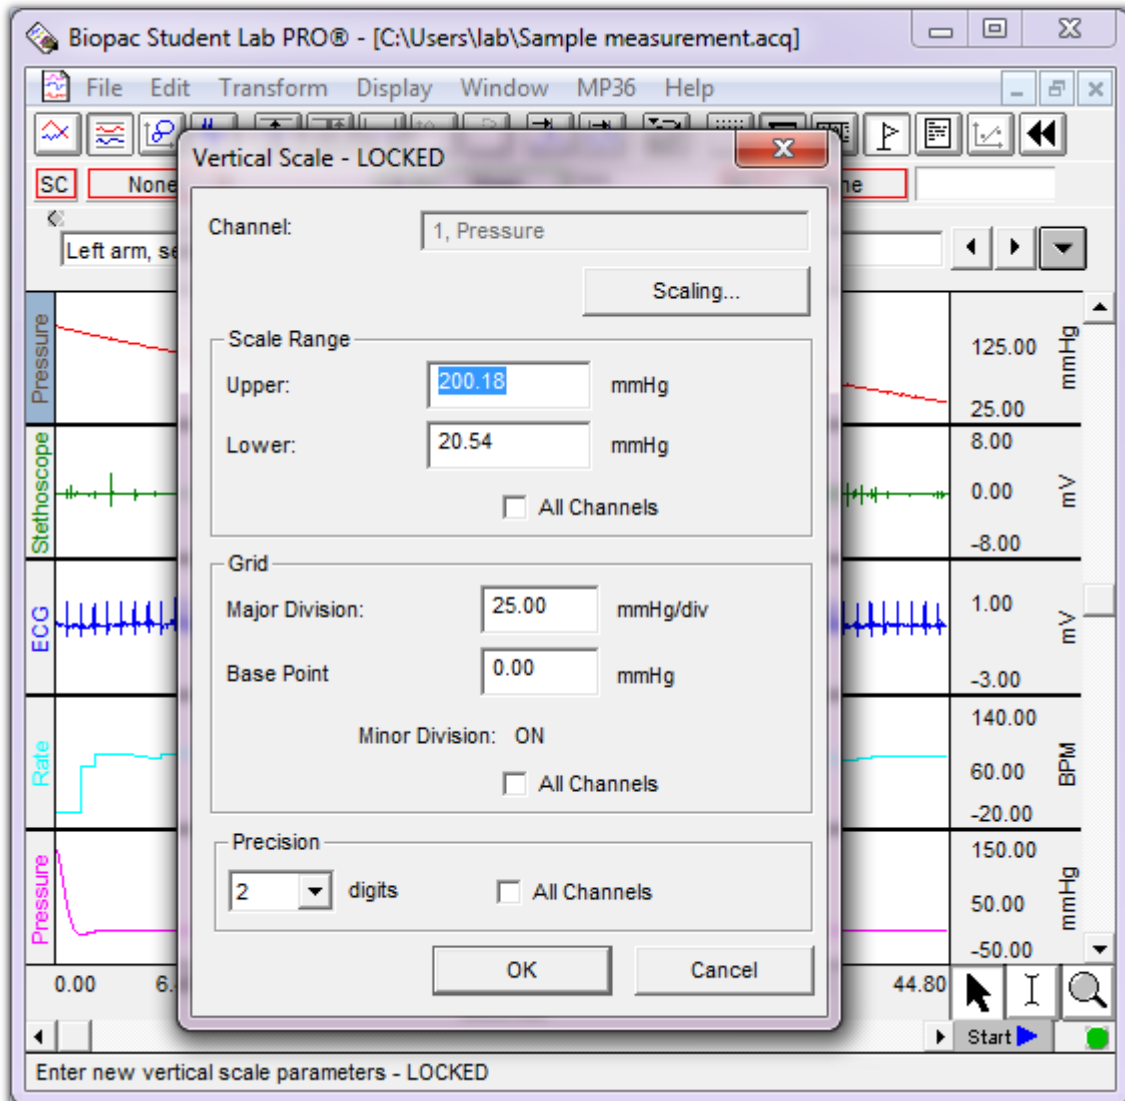 Biopac Student Lab PRO® - [C:\Users\lab\Sample measurement.acq]
File Edit Transform Display Window MP36 Help
SC None
Left arm,
Vertical Scale - LOCKED
Channel: 1, Pressure
Scaling...
Scale Range
Upper: 200.18 mmHg
Lower: 20.54 mmHg
All Channels
Grid
Major Division: 25.00 mmHg/div
Base Point 0.00 mmHg
Minor Division: ON
All Channels
Precision
2 digits All Channels
OK Cancel
Pressure 125.00 25.00 mmHg
Stethoscope 8.00 0.00 -8.00 mV
ECG 1.00 -3.00 mV
Rate 140.00 60.00 -20.00 BPM
Pressure 150.00 50.00 -50.00 mmHg
0.00 44.80
Start
Enter new vertical scale parameters - LOCKED